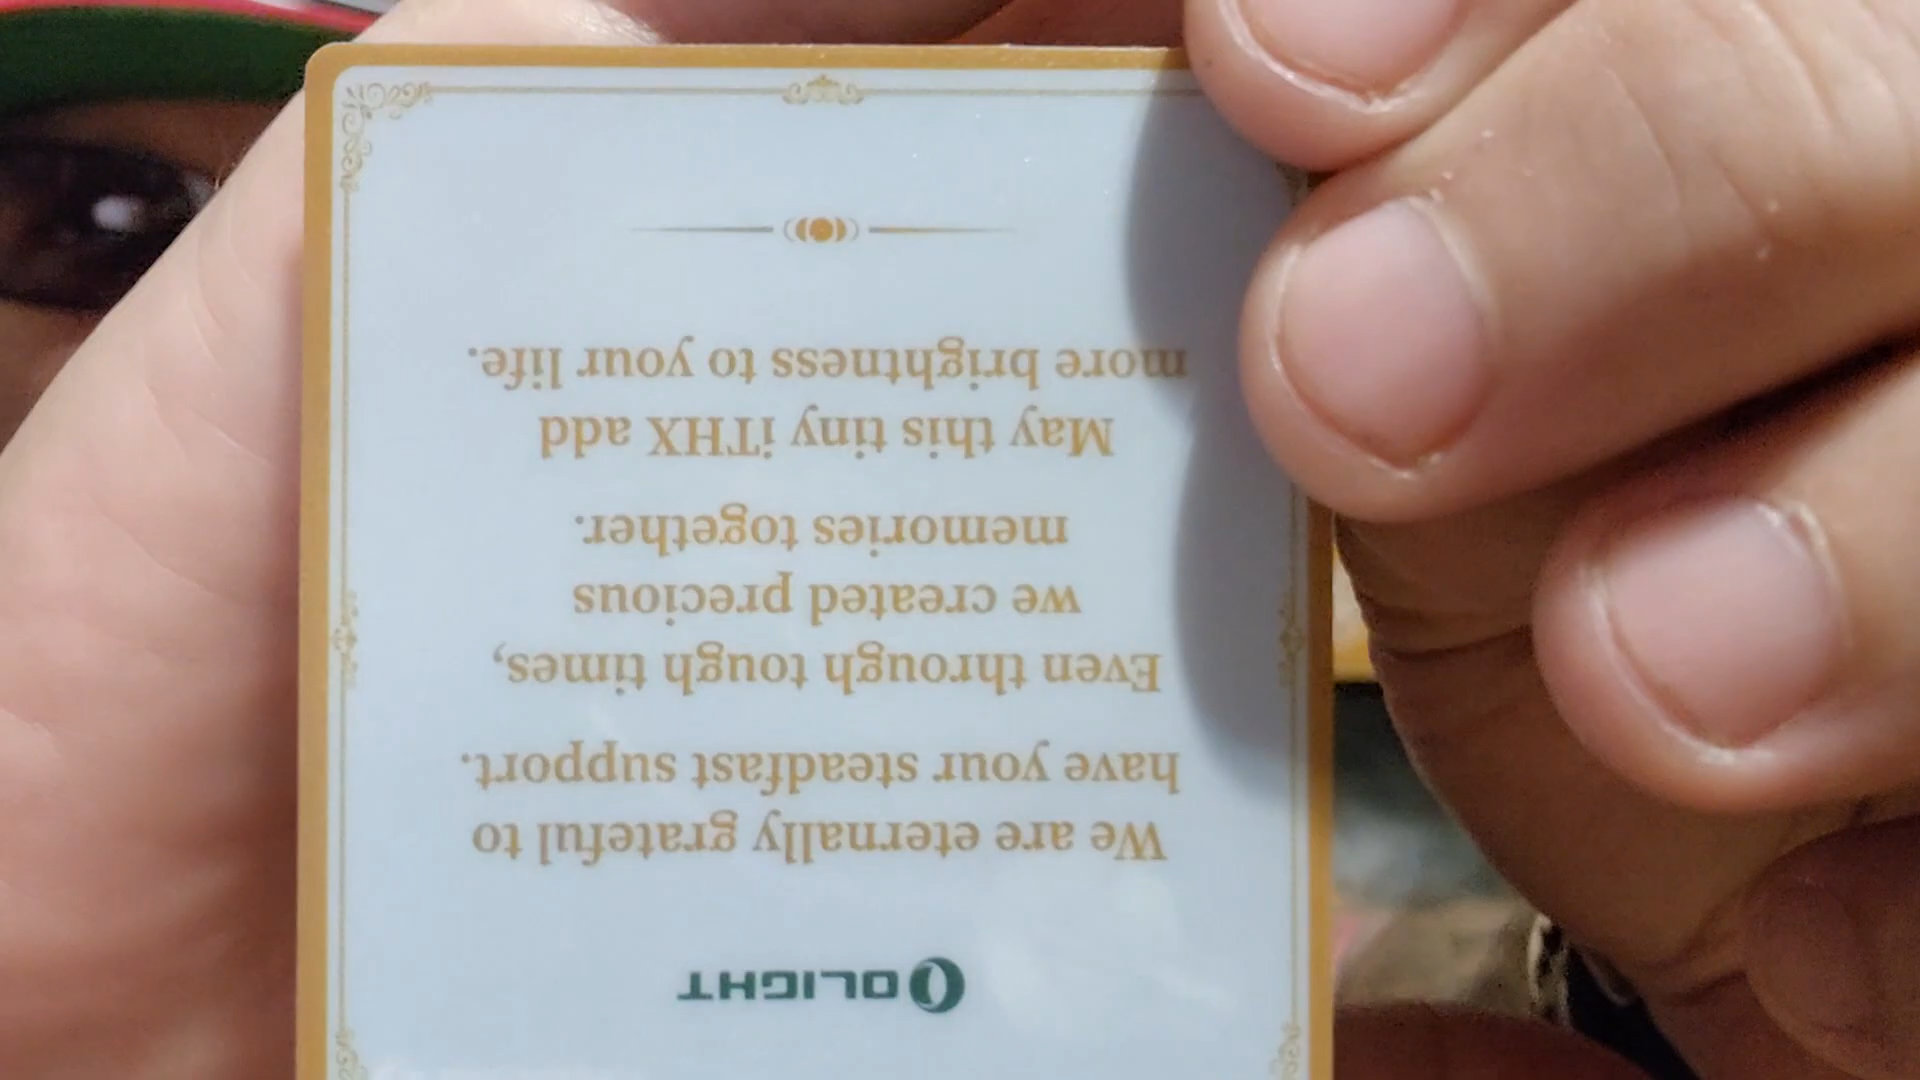 OLIGHT
We are eternally grateful to
have your steadfast support.
Even through tough times,
we created precious
memories together.
May this tiny iTHX add
more brightness to your life.